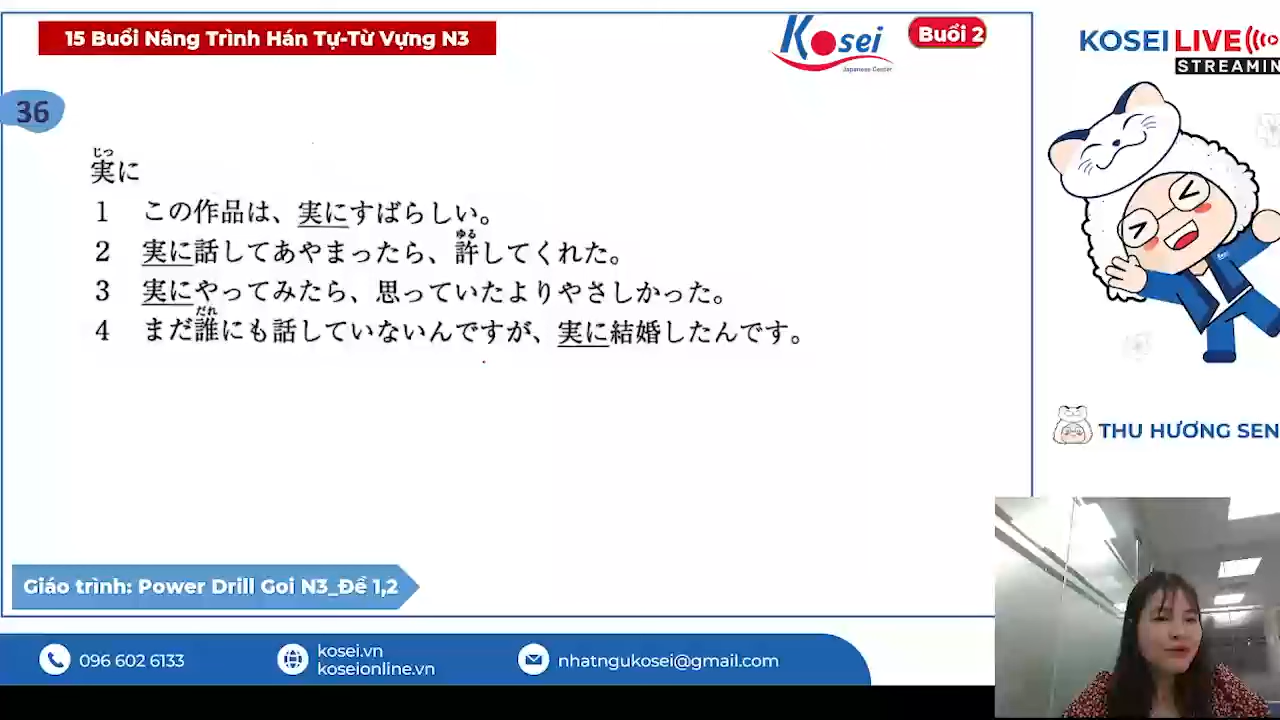 15 Buổi Nâng Trình Hán Tự-Từ Vựng N3
Kosei
Japanese Center
Buổi 2
KOSEI LIVE
STREAMIN
36
じつ
実に
1 この作品は、実にすばらしい。
ゆる
2 実に話してあやまったら、許してくれた。
3 実にやってみたら、思っていたよりやさしかった。
だれ
4 まだ誰にも話していないんですが、実に結婚したんです。
THU HƯƠNG SEN
Giáo trình: Power Drill Goi N3_Đề 1,2
096 602 6133
kosei.vn
koseionline.vn
nhatngukosei@gmail.com